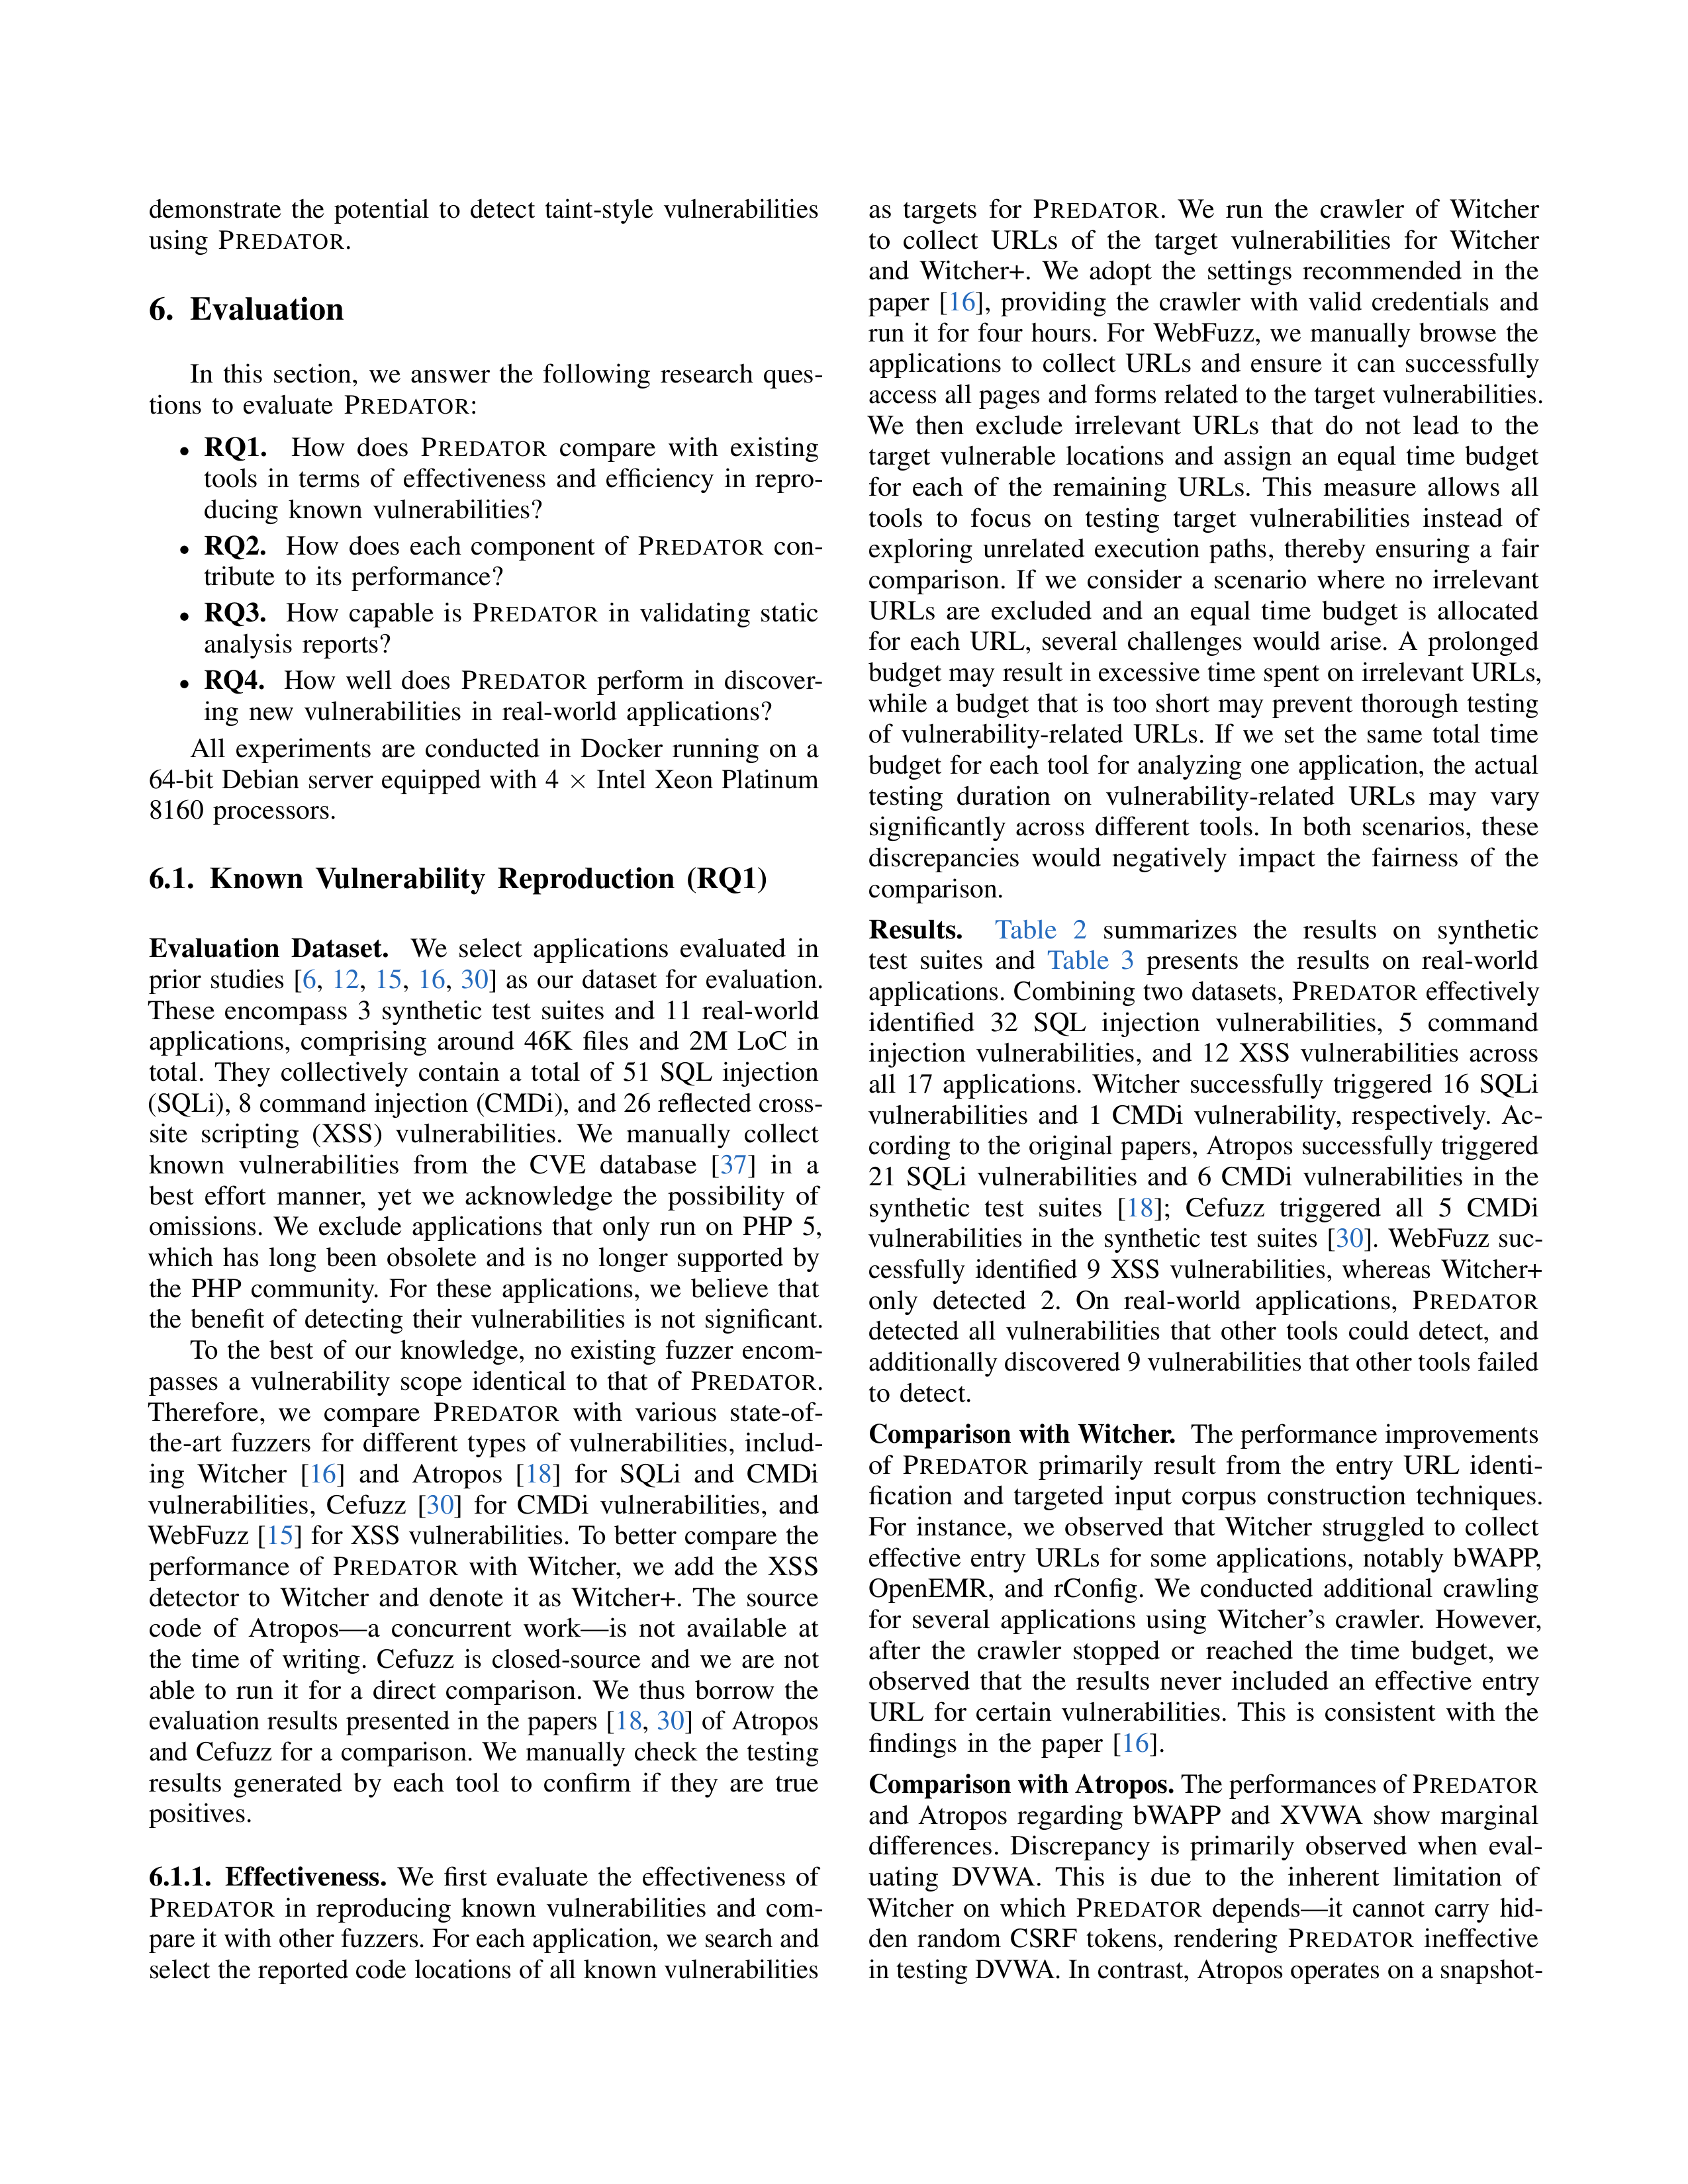 demonstrate the potential to detect taint-style vulnerabilities
using PREDATOR.
6. Evaluation
In this section, we answer the following research ques-
tions to evaluate PREDATOR:
• RQ1. How does PREDATOR compare with existing
tools in terms of effectiveness and efficiency in repro-
ducing known vulnerabilities?
• RQ2. How does each component of PREDATOR con-
tribute to its performance?
• RQ3. How capable is PREDATOR in validating static
analysis reports?
• RQ4. How well does PREDATOR perform in discover-
ing new vulnerabilities in real-world applications?
All experiments are conducted in Docker running on a
64-bit Debian server equipped with 4 × Intel Xeon Platinum
8160 processors.
6.1. Known Vulnerability Reproduction (RQ1)
Evaluation Dataset. We select applications evaluated in
prior studies [6, 12, 15, 16, 30] as our dataset for evaluation.
These encompass 3 synthetic test suites and 11 real-world
applications, comprising around 46K files and 2M LoC in
total. They collectively contain a total of 51 SQL injection
(SQLi), 8 command injection (CMDi), and 26 reflected cross-
site scripting (XSS) vulnerabilities. We manually collect
known vulnerabilities from the CVE database [37] in a
best effort manner, yet we acknowledge the possibility of
omissions. We exclude applications that only run on PHP 5,
which has long been obsolete and is no longer supported by
the PHP community. For these applications, we believe that
the benefit of detecting their vulnerabilities is not significant.
To the best of our knowledge, no existing fuzzer encom-
passes a vulnerability scope identical to that of PREDATOR.
Therefore, we compare PREDATOR with various state-of-
the-art fuzzers for different types of vulnerabilities, includ-
ing Witcher [16] and Atropos [18] for SQLi and CMDi
vulnerabilities, Cefuzz [30] for CMDi vulnerabilities, and
WebFuzz [15] for XSS vulnerabilities. To better compare the
performance of PREDATOR with Witcher, we add the XSS
detector to Witcher and denote it as Witcher+. The source
code of Atropos—a concurrent work—is not available at
the time of writing. Cefuzz is closed-source and we are not
able to run it for a direct comparison. We thus borrow the
evaluation results presented in the papers [18, 30] of Atropos
and Cefuzz for a comparison. We manually check the testing
results generated by each tool to confirm if they are true
positives.
6.1.1. Effectiveness. We first evaluate the effectiveness of
PREDATOR in reproducing known vulnerabilities and com-
pare it with other fuzzers. For each application, we search and
select the reported code locations of all known vulnerabilities
as targets for PREDATOR. We run the crawler of Witcher
to collect URLs of the target vulnerabilities for Witcher
and Witcher+. We adopt the settings recommended in the
paper [16], providing the crawler with valid credentials and
run it for four hours. For WebFuzz, we manually browse the
applications to collect URLs and ensure it can successfully
access all pages and forms related to the target vulnerabilities.
We then exclude irrelevant URLs that do not lead to the
target vulnerable locations and assign an equal time budget
for each of the remaining URLs. This measure allows all
tools to focus on testing target vulnerabilities instead of
exploring unrelated execution paths, thereby ensuring a fair
comparison. If we consider a scenario where no irrelevant
URLs are excluded and an equal time budget is allocated
for each URL, several challenges would arise. A prolonged
budget may result in excessive time spent on irrelevant URLs,
while a budget that is too short may prevent thorough testing
of vulnerability-related URLs. If we set the same total time
budget for each tool for analyzing one application, the actual
testing duration on vulnerability-related URLs may vary
significantly across different tools. In both scenarios, these
discrepancies would negatively impact the fairness of the
comparison.
Results. Table 2 summarizes the results on synthetic
test suites and Table 3 presents the results on real-world
applications. Combining two datasets, PREDATOR effectively
identified 32 SQL injection vulnerabilities, 5 command
injection vulnerabilities, and 12 XSS vulnerabilities across
all 17 applications. Witcher successfully triggered 16 SQLi
vulnerabilities and 1 CMDi vulnerability, respectively. Ac-
cording to the original papers, Atropos successfully triggered
21 SQLi vulnerabilities and 6 CMDi vulnerabilities in the
synthetic test suites [18]; Cefuzz triggered all 5 CMDi
vulnerabilities in the synthetic test suites [30]. WebFuzz suc-
cessfully identified 9 XSS vulnerabilities, whereas Witcher+
only detected 2. On real-world applications, PREDATOR
detected all vulnerabilities that other tools could detect, and
additionally discovered 9 vulnerabilities that other tools failed
to detect.
Comparison with Witcher. The performance improvements
of PREDATOR primarily result from the entry URL identi-
fication and targeted input corpus construction techniques.
For instance, we observed that Witcher struggled to collect
effective entry URLs for some applications, notably bWAPP,
OpenEMR, and rConfig. We conducted additional crawling
for several applications using Witcher's crawler. However,
after the crawler stopped or reached the time budget, we
observed that the results never included an effective entry
URL for certain vulnerabilities. This is consistent with the
findings in the paper [16].
Comparison with Atropos. The performances of PREDATOR
and Atropos regarding bWAPP and XVWA show marginal
differences. Discrepancy is primarily observed when eval-
uating DVWA. This is due to the inherent limitation of
Witcher on which PREDATOR depends—it cannot carry hid-
den random CSRF tokens, rendering PREDATOR ineffective
in testing DVWA. In contrast, Atropos operates on a snapshot-